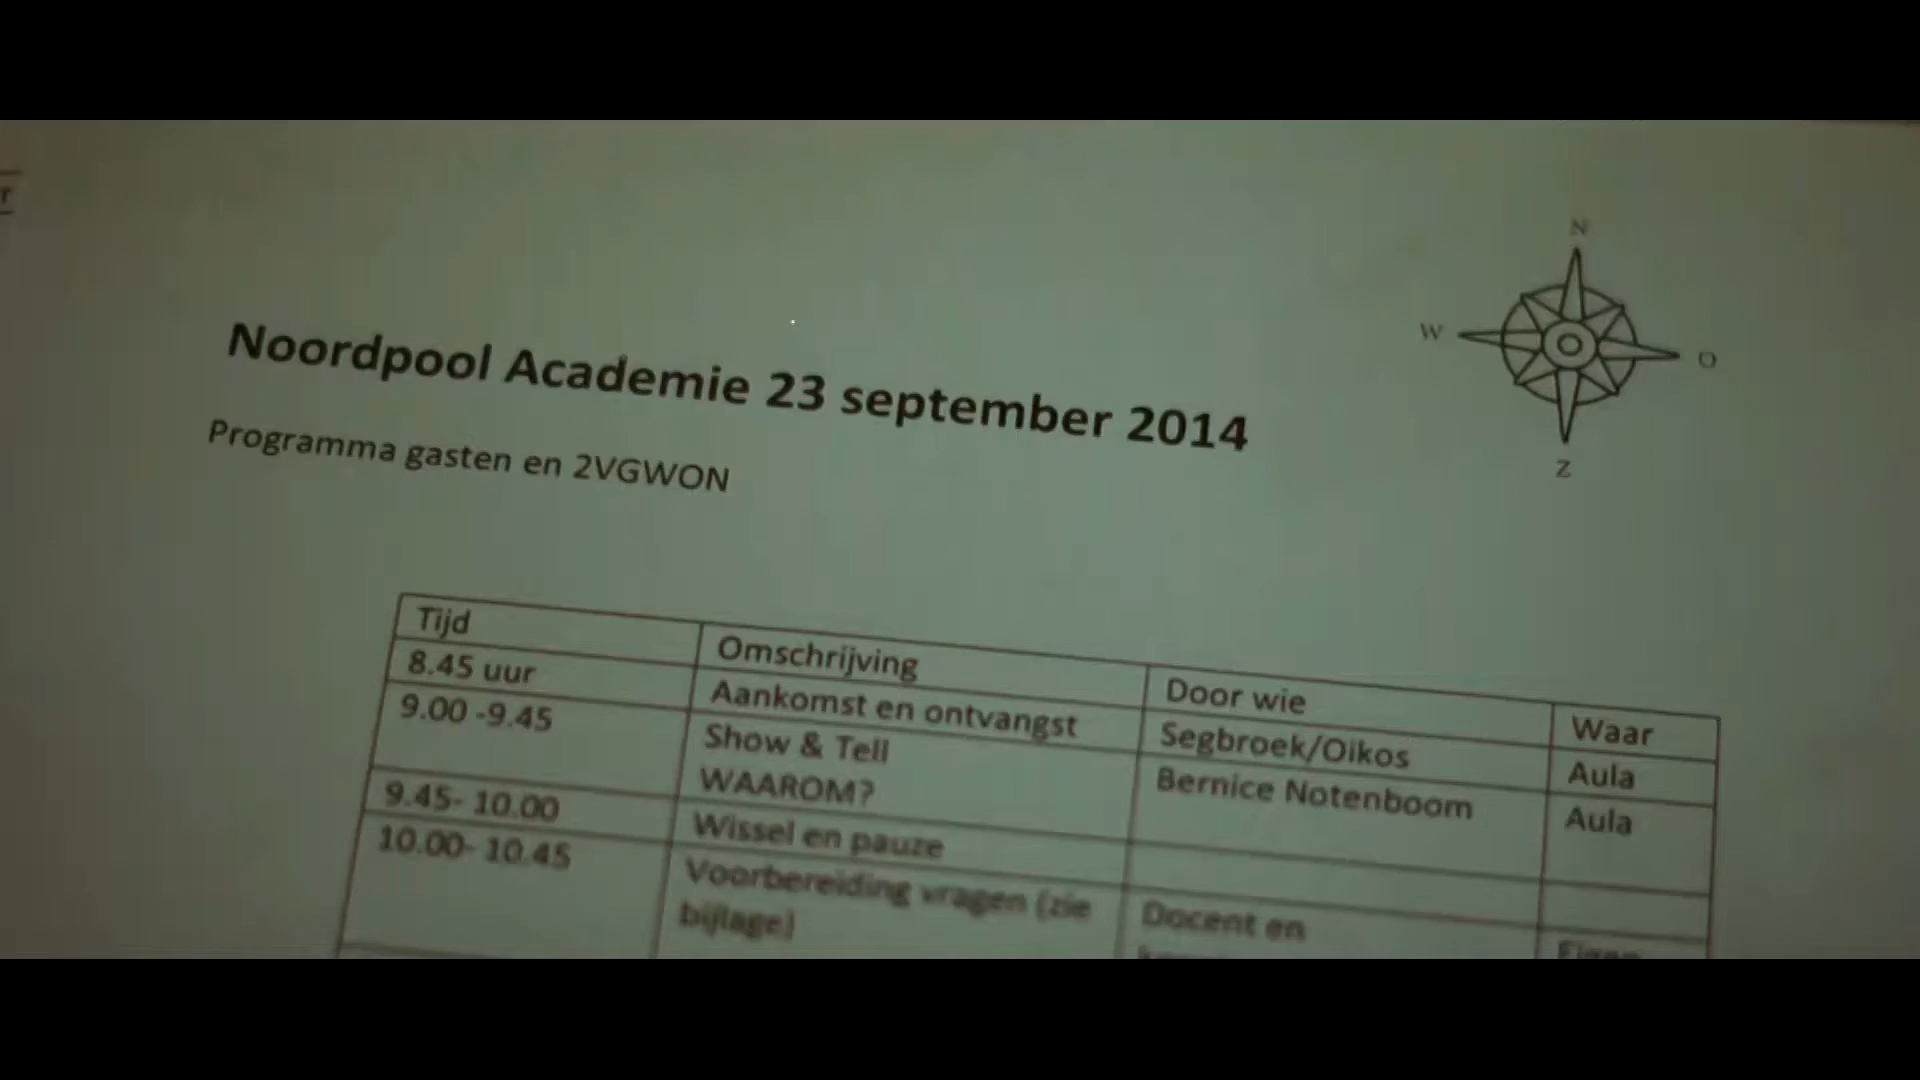 N
W
O
Z
Noordpool Academie 23 september 2014
Programma gasten en 2VGWON
Tijd Omschrijving Door wie Waar
8.45 uur Aankomst en ontvangst Segbroek/Oikos Aula
9.00 -9.45 Show & Tell Bernice Notenboom Aula
WAAROM?
9.45- 10.00 Wissel en pauze
10.00- 10.45 Voorbereiding vragen (zie Docent en
bijlage)